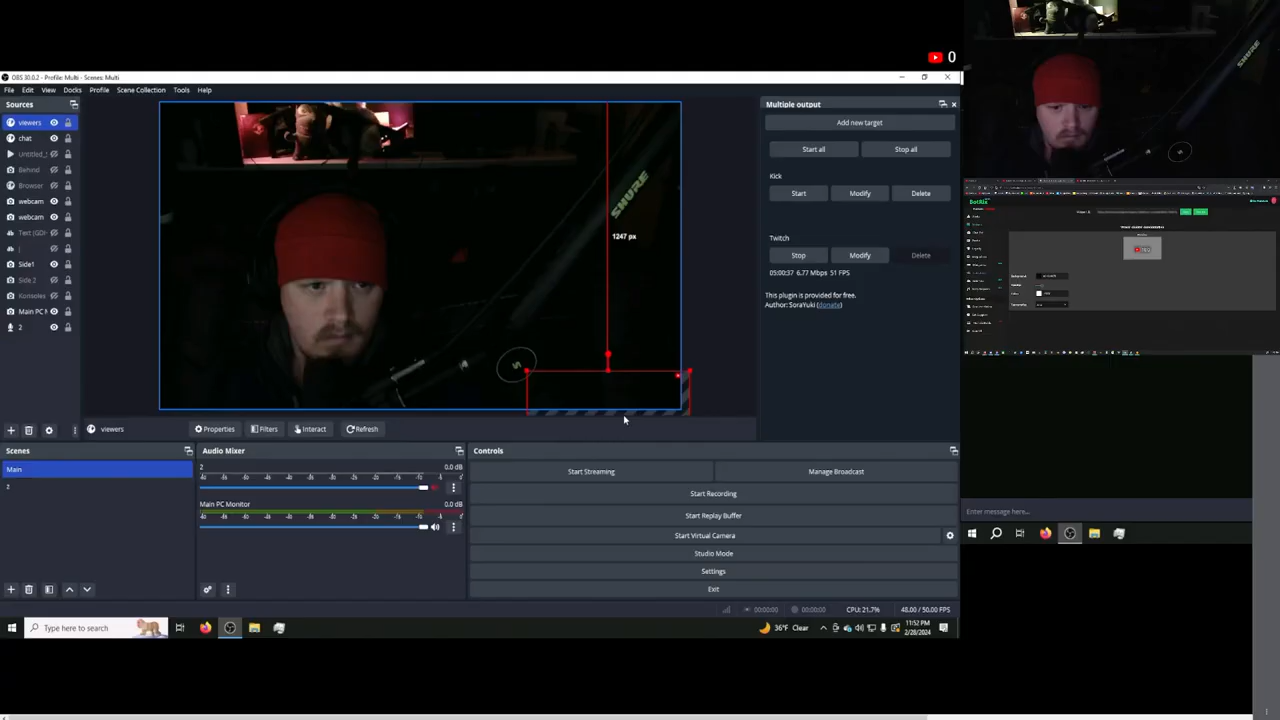 0
OBS 30.0.2 - Profile: Multi - Scenes: Multi
File Edit View Docks Profile Scene Collection Tools Help
Sources
viewers
chat
Untitled_
Behind
Browser
webcam
webcam
Text (GDI
Side1
Side 2
Konsole
Main PC
2
SHURE
1247 px
SHURE
Multiple output
Add new target
Start all Stop all
Kick
Start Modify Delete
Twitch
Stop Modify Delete
05:00:37 6.77 Mbps 51 FPS
This plugin is provided for free.
Author: SoraYuki (donate)
viewers Properties Filters Interact Refresh
Scenes
Main
2
Audio Mixer
2 0.0 dB
Main PC Monitor 0.0 dB
Controls
Start Streaming Manage Broadcast
Start Recording
Start Replay Buffer
Start Virtual Camera
Studio Mode
Settings
Exit
00:00:00 00:00:00 CPU: 21.7% 48.00 / 50.00 FPS
Type here to search
36°F Clear
11:52 PM
2/28/2024
BotRix
Enter message here...